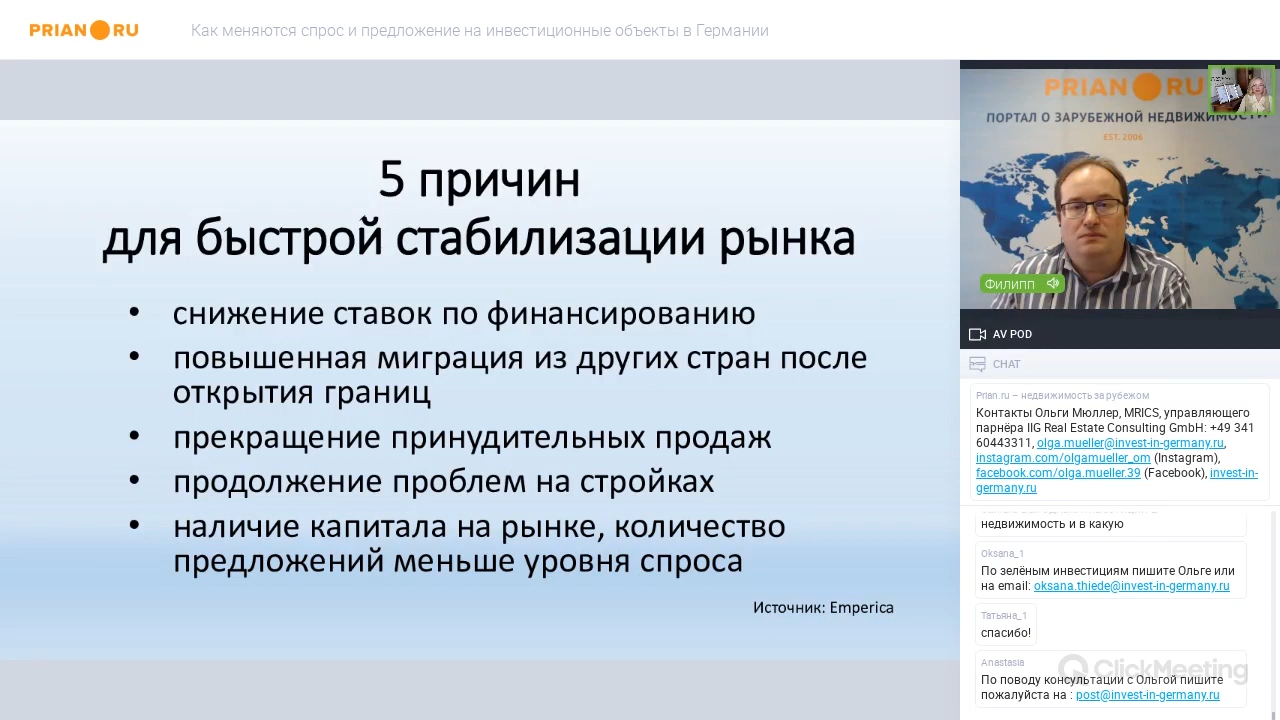 PRIAN RU
Как меняются спрос и предложение на инвестиционные объекты в Германии
5 причин
для быстрой стабилизации рынка
• снижение ставок по финансированию
• повышенная миграция из других стран после
открытия границ
• прекращение принудительных продаж
• продолжение проблем на стройках
• наличие капитала на рынке, количество
предложений меньше уровня спроса
Источник: Emperica
PRIAN RU
ПОРТАЛ О ЗАРУБЕЖНОЙ НЕДВИЖИМОСТИ
EST. 2006
Филипп
AV POD
CHAT
Prian.ru – недвижимость за рубежом
Контакты Ольги Мюллер, MRICS, управляющего
парнёра IIG Real Estate Consulting GmbH: +49 341
60443311, olga.mueller@invest-in-germany.ru,
instagram.com/olgamueller_om (Instagram),
facebook.com/olga.mueller.39 (Facebook), invest-in-
germany.ru
недвижимость и в какую
Oksana_1
По зелёным инвестициям пишите Ольге или
на email: oksana.thiede@invest-in-germany.ru
Татьяна_1
спасибо!
Anastasia
ClickMeeting
По поводу консультации с Ольгой пишите
пожалуйста на : post@invest-in-germany.ru